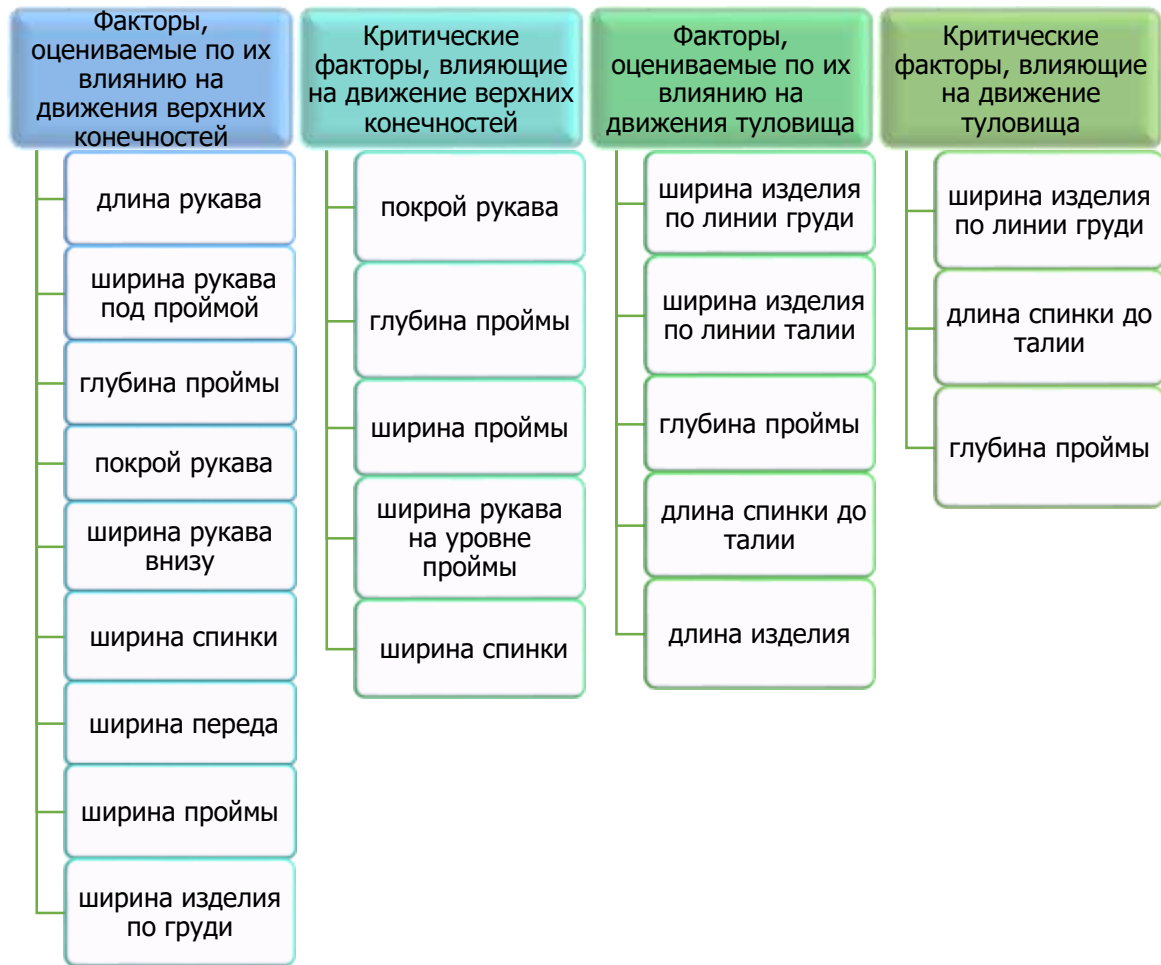 Факторы,
оцениваемые по их
влиянию на
движения верхних
конечностей
длина рукава
ширина рукава
под проймой
глубина проймы
покрой рукава
ширина рукава
внизу
ширина спинки
ширина переда
ширина проймы
ширина изделия
по груди
Критические
факторы, влияющие
на движение верхних
конечностей
покрой рукава
глубина проймы
ширина проймы
ширина рукава
на уровне
проймы
ширина спинки
Факторы,
оцениваемые по их
влиянию на
движения туловища
ширина изделия
по линии груди
ширина изделия
по линии талии
глубина проймы
длина спинки до
талии
длина изделия
Критические
факторы, влияющие
на движение
туловища
ширина изделия
по линии груди
длина спинки до
талии
глубина проймы